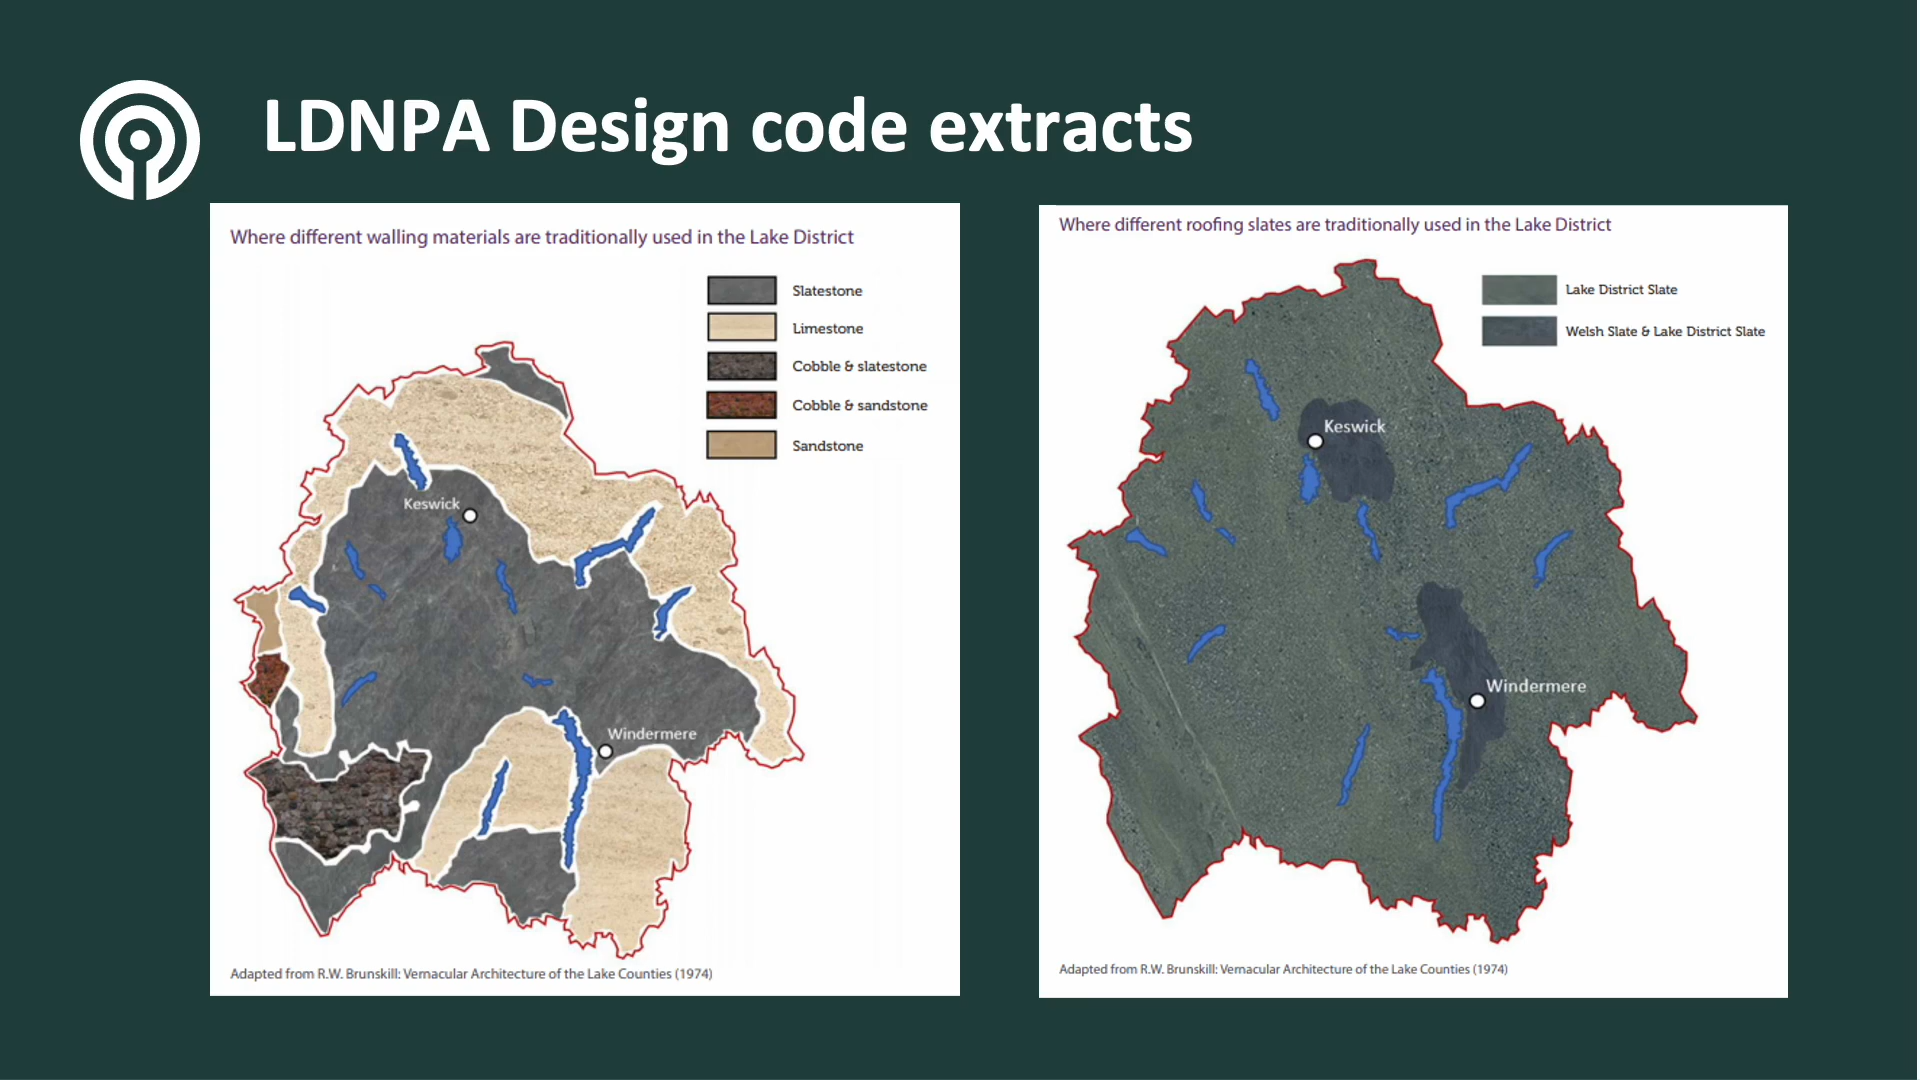 LDNPA Design code extracts
Where different walling materials are traditionally used in the Lake District
Slatestone
Limestone
Cobble & slatestone
Cobble & sandstone
Sandstone
Keswick
Windermere
Adapted from R.W. Brunskill: Vernacular Architecture of the Lake Counties (1974)
Where different roofing slates are traditionally used in the Lake District
Lake District Slate
Welsh Slate & Lake District Slate
Keswick
Windermere
Adapted from R.W. Brunskill: Vernacular Architecture of the Lake Counties (1974)